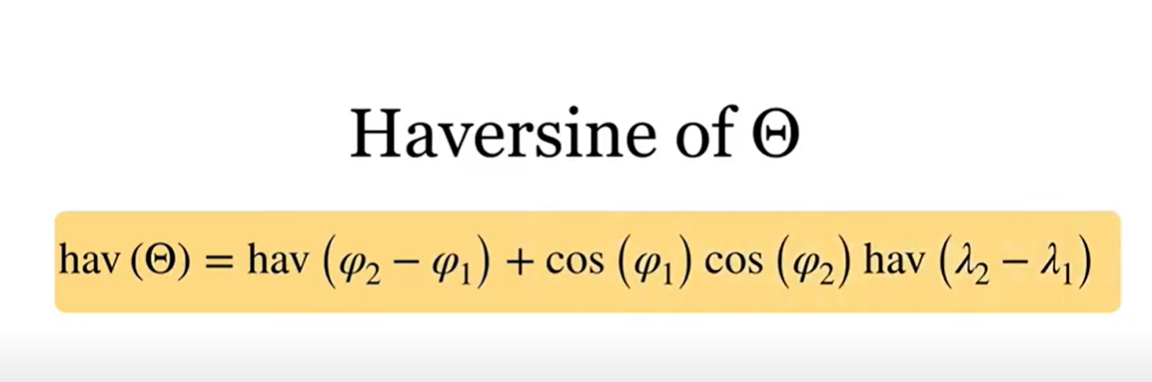 Haversine of Θ
hav (Θ) = hav (φ₂ − φ₁) + cos (φ₁) cos (φ₂) hav (λ₂ − λ₁)